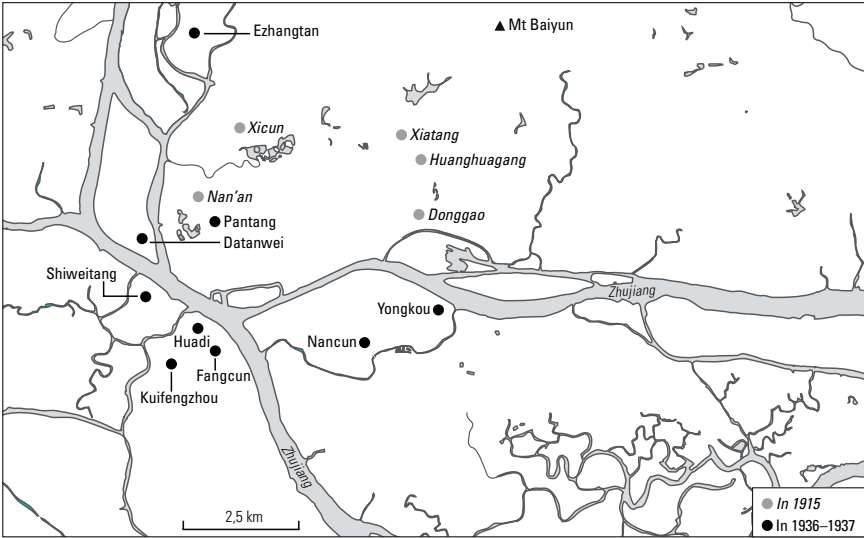 Ezhangtan
Mt Baiyun
Xicun
Xiatang
Huanghuagang
Nan'an
Pantang
Donggao
Datanwei
Shiweitang
Zhujiang
Yongkou
Huadi
Nancun
Fangcun
Kuifengzhou
Zhujiang
2,5 km
In 1915
In 1936–1937